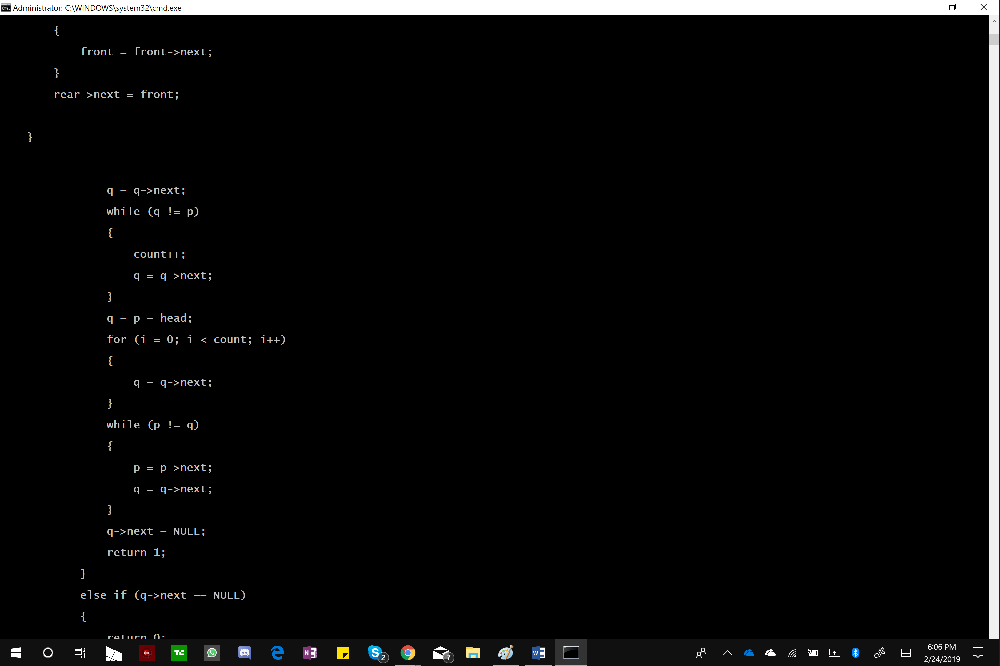 Administrator: C:\WINDOWS\system32\cmd.exe
{
front = front->next;
}
rear->next = front;
}
q = q->next;
while (q != p)
{
count++;
q = q->next;
}
q = p = head;
for (i = 0; i < count; i++)
{
q = q->next;
}
while (p != q)
{
p = p->next;
q = q->next;
}
q->next = NULL;
return 1;
}
else if (q->next == NULL)
{
return 0;
cnet
TC
N
S 2
7
W
6:06 PM
2/24/2019